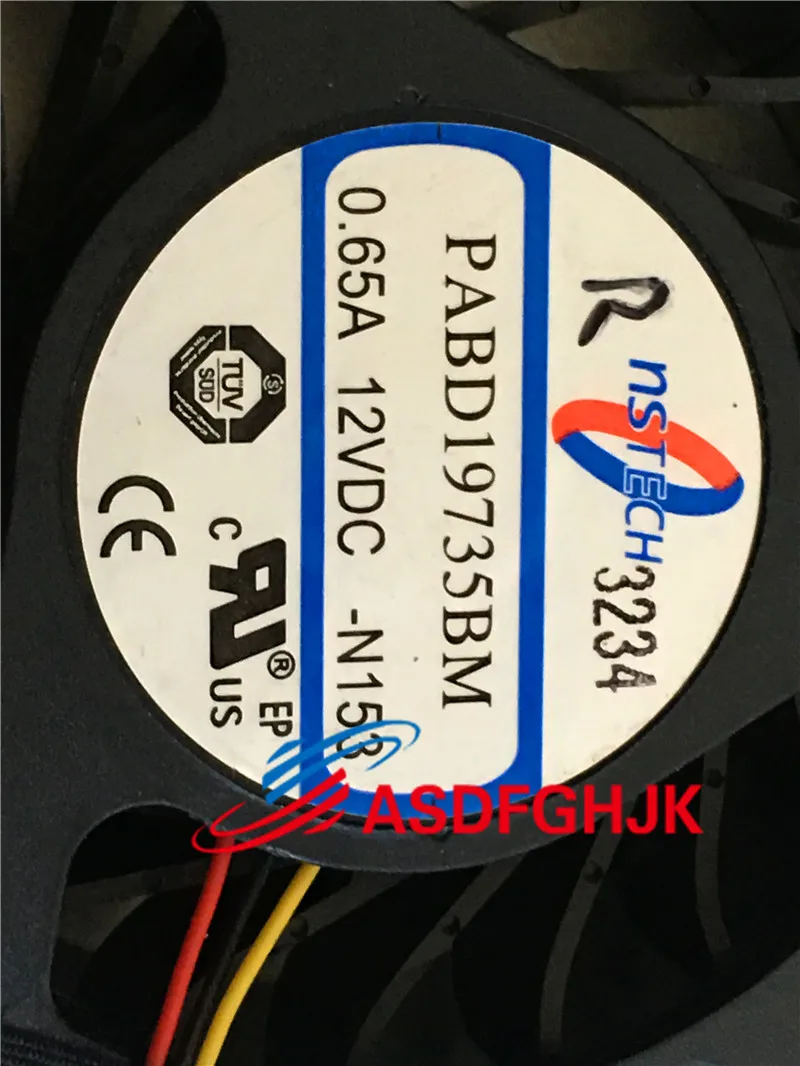 R
nsTECH
3234
PABD19735BM
0.65A 12VDC -N153
TÜV
SÜD
C US
® EP
CE
ASDFGHJK